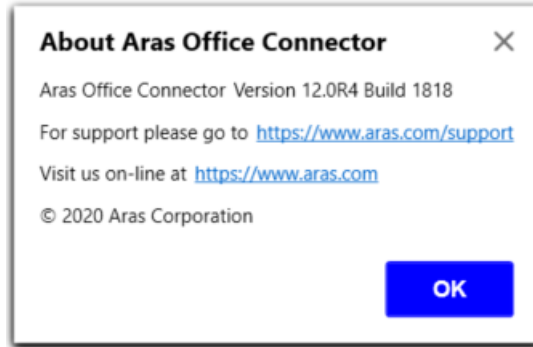 About Aras Office Connector
Aras Office Connector Version 12.0R4 Build 1818
For support please go to https://www.aras.com/support
Visit us on-line at https://www.aras.com
© 2020 Aras Corporation
OK